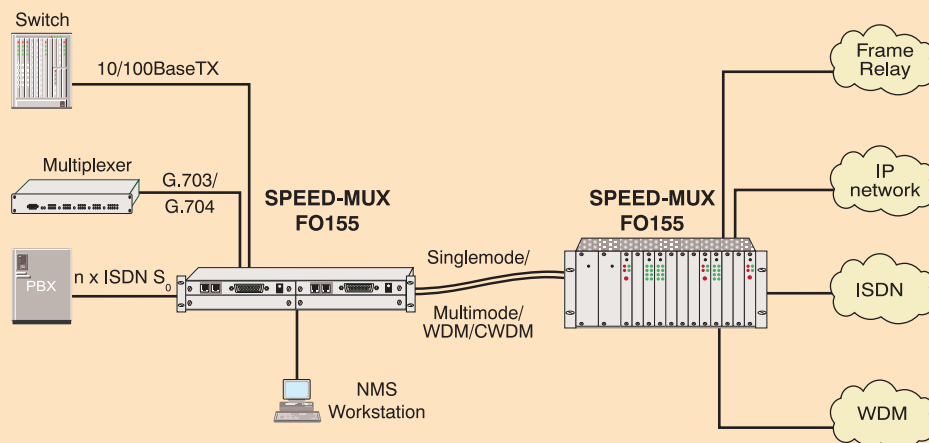 Switch
10/100BaseTX
Multiplexer
G.703/
G.704
PBX
n x ISDN S0
SPEED-MUX
FO155
NMS
Workstation
Singlemode/
Multimode/
WDM/CWDM
SPEED-MUX
FO155
Frame
Relay
IP
network
ISDN
WDM